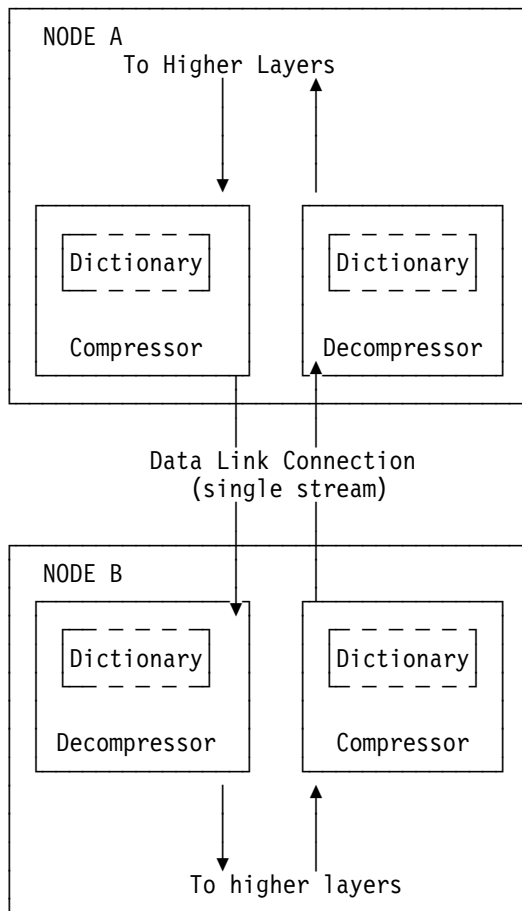 NODE A
To Higher Layers
Dictionary Dictionary
Compressor Decompressor
Data Link Connection
(single stream)
NODE B
Dictionary Dictionary
Decompressor Compressor
To higher layers